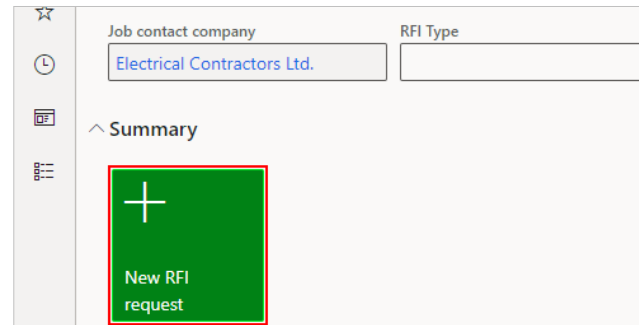 Job contact company
RFI Type
Electrical Contractors Ltd.
Summary
New RFI
request